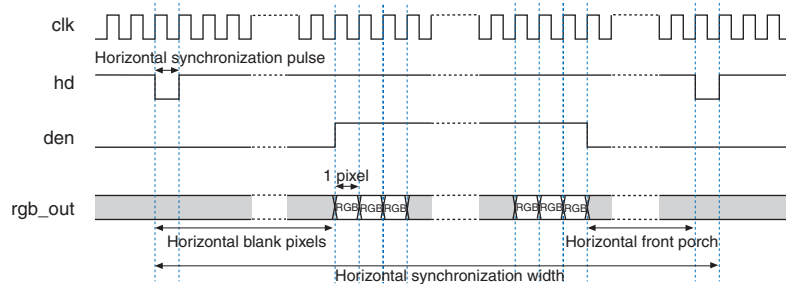 clk
Horizontal synchronization pulse
hd
den
1 pixel
rgb_out
RGB RGB RGB RGB RGB RGB
Horizontal blank pixels
Horizontal front porch
Horizontal synchronization width